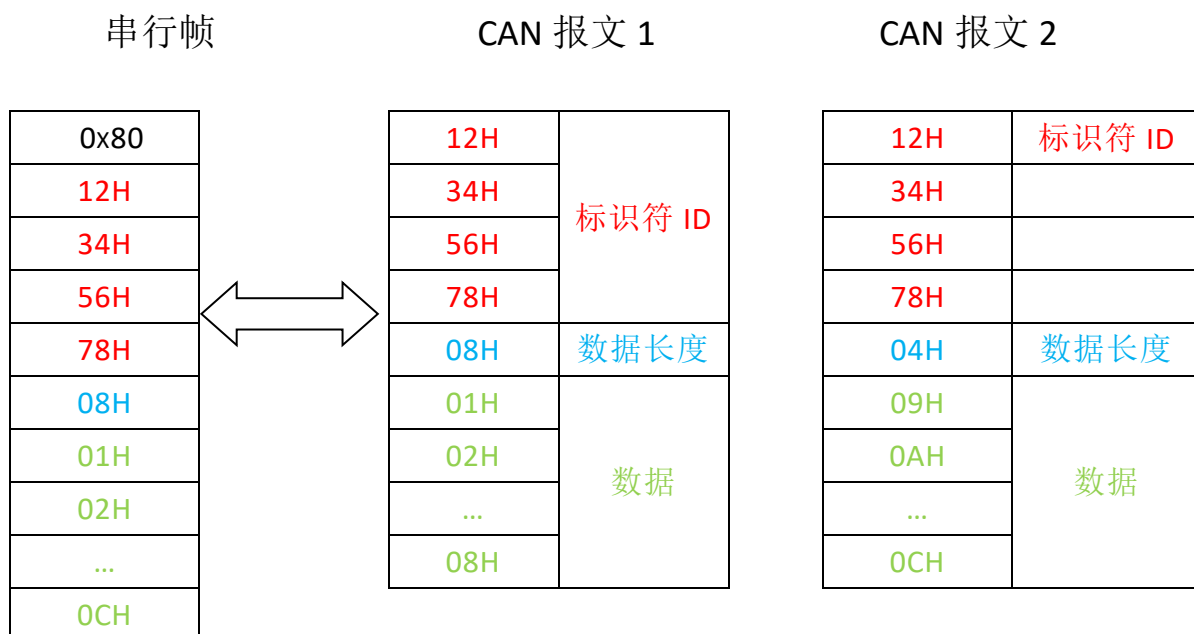 串行帧 CAN 报文 1 CAN 报文 2
0x80 12H 12H 标识符 ID
12H 34H 34H
标识符 ID
34H 56H 56H
56H 78H 78H
78H 08H 数据长度 04H 数据长度
08H 01H 09H
01H 02H 0AH
数据 数据
02H ... ...
... 08H 0CH
0CH